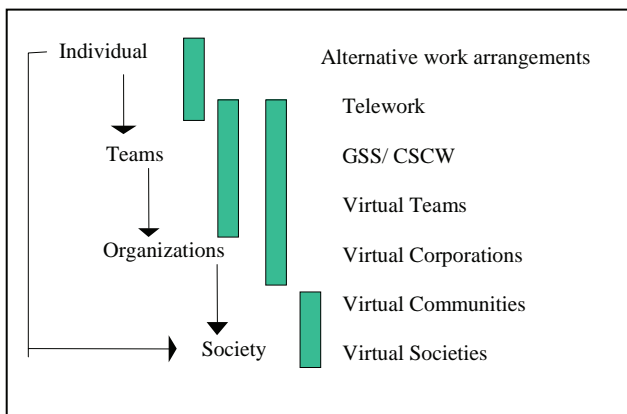 Individual
Alternative work arrangements
Telework
Teams
GSS/ CSCW
Virtual Teams
Organizations
Virtual Corporations
Virtual Communities
Society
Virtual Societies